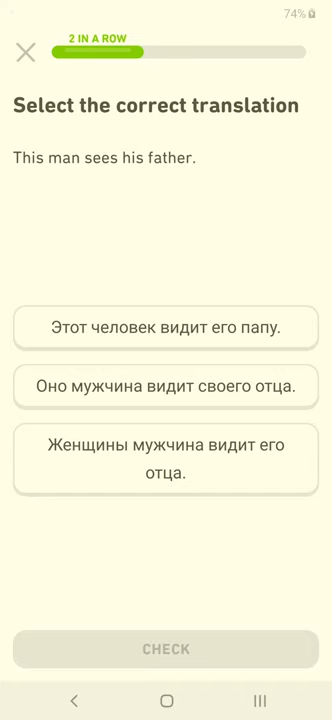 74%
2 IN A ROW
Select the correct translation
This man sees his father.
Этот человек видит его папу.
Оно мужчина видит своего отца.
Женщины мужчина видит его
отца.
CHECK